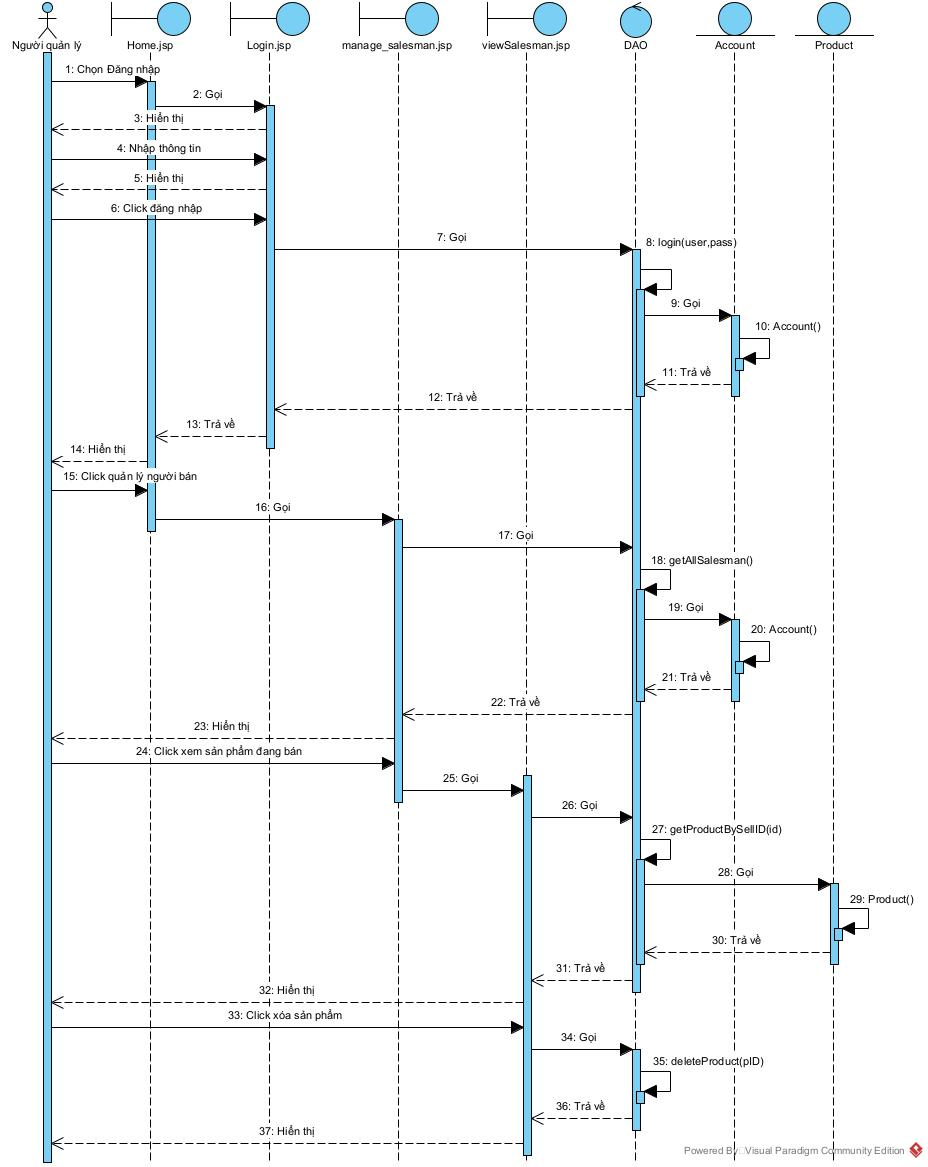 Người quản lý
Home.jsp
Login.jsp
manage_salesman.jsp
viewSalesman.jsp
DAO
Account
Product
1: Chọn Đăng nhập
2: Gọi
3: Hiển thị
4: Nhập thông tin
5: Hiển thị
6: Click đăng nhập
7: Gọi
8: login(user,pass)
9: Gọi
10: Account()
11: Trả về
12: Trả về
13: Trả về
14: Hiển thị
15: Click quản lý người bán
16: Gọi
17: Gọi
18: getAllSalesman()
19: Gọi
20: Account()
21: Trả về
22: Trả về
23: Hiển thị
24: Click xem sản phẩm đang bán
25: Gọi
26: Gọi
27: getProductBySellID(id)
28: Gọi
29: Product()
30: Trả về
31: Trả về
32: Hiển thị
33: Click xóa sản phẩm
34: Gọi
35: deleteProduct(pID)
36: Trả về
37: Hiển thị
Powered By Visual Paradigm Community Edition